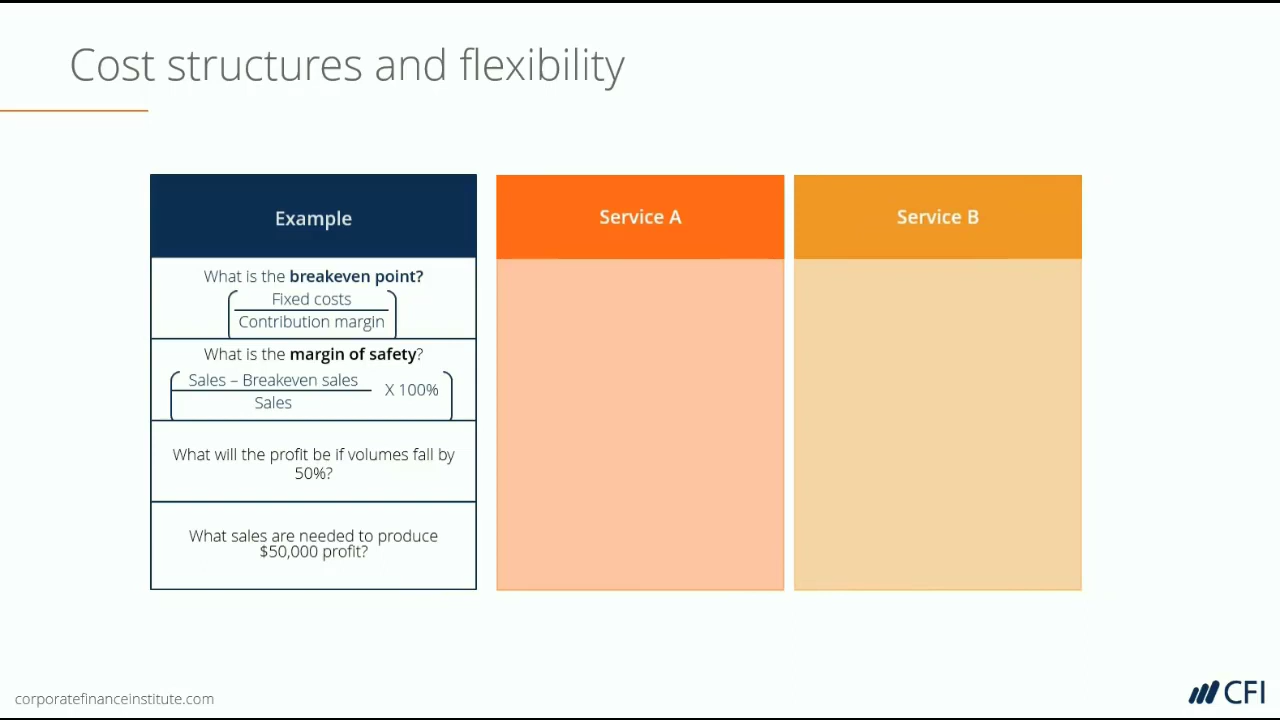 Cost structures and flexibility
Example
Service A
Service B
What is the breakeven point?
Fixed costs
Contribution margin
What is the margin of safety?
Sales – Breakeven sales
X 100%
Sales
What will the profit be if volumes fall by
50%?
What sales are needed to produce
$50,000 profit?
corporatefinanceinstitute.com
CFI